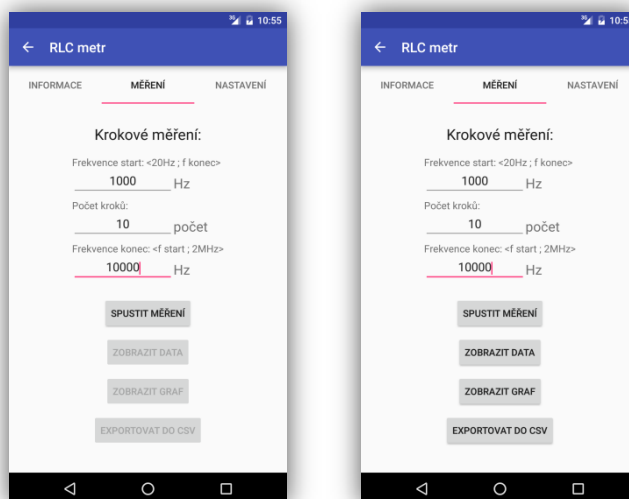 3G 10:55
RLC metr
INFORMACE MĚŘENÍ NASTAVENÍ
Krokové měření:
Frekvence start: <20Hz ; f konec>
1000 Hz
Počet kroků:
10 počet
Frekvence konec: <f start ; 2MHz>
10000 Hz
SPUSTIT MĚŘENÍ
ZOBRAZIT DATA
ZOBRAZIT GRAF
EXPORTOVAT DO CSV
3G 10:55
RLC metr
INFORMACE MĚŘENÍ NASTAVENÍ
Krokové měření:
Frekvence start: <20Hz ; f konec>
1000 Hz
Počet kroků:
10 počet
Frekvence konec: <f start ; 2MHz>
10000 Hz
SPUSTIT MĚŘENÍ
ZOBRAZIT DATA
ZOBRAZIT GRAF
EXPORTOVAT DO CSV